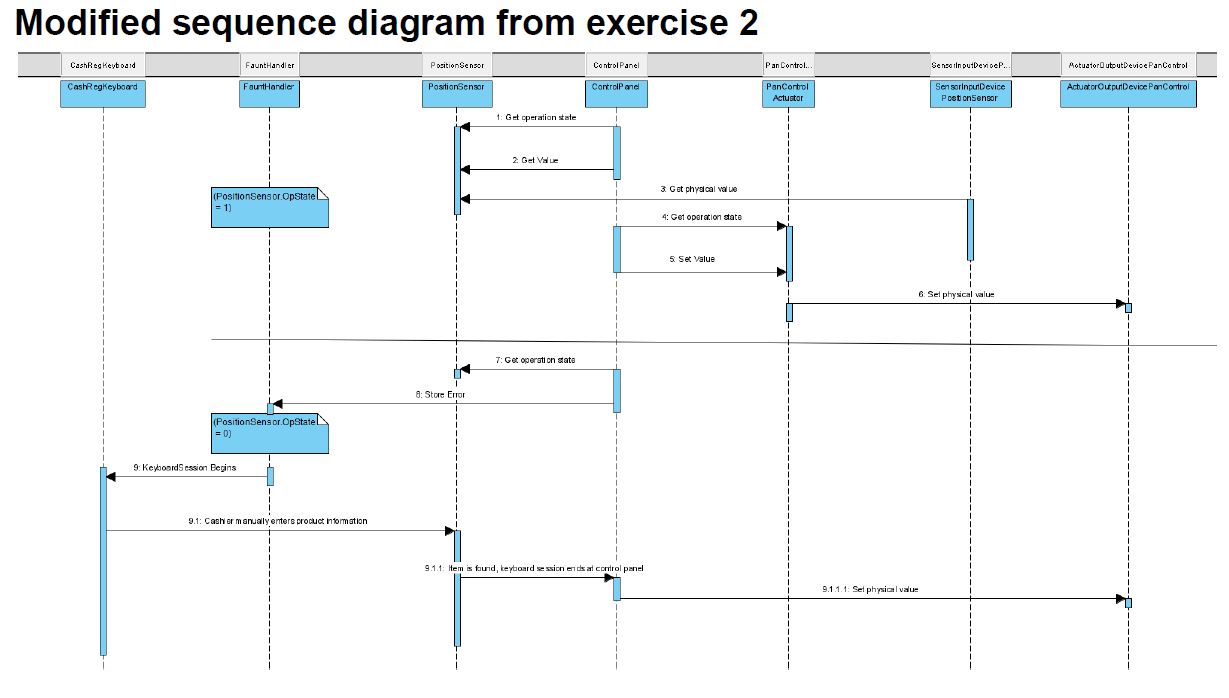 Modified sequence diagram from exercise 2
CashRegKeyboard
FauntHandler
PositionSensor
ControlPanel
PanControl...
SensorInputDeviceP...
ActuatorOutputDevicePanControl
CashRegKeyboard
FauntHandler
PositionSensor
ControlPanel
PanControl
Actuator
SensorInputDevice
PositionSensor
ActuatorOutputDevicePanControl
1: Get operation state
2: Get Value
3: Get physical value
(PositionSensor.OpState
= 1)
4: Get operation state
5: Set Value
6: Set physical value
7: Get operation state
8: Store Error
(PositionSensor.OpState
= 0)
9: KeyboardSession Begins
9.1: Cashier manually enters product information
9.1.1: Item is found, keyboard session ends at control panel
9.1.1.1: Set physical value